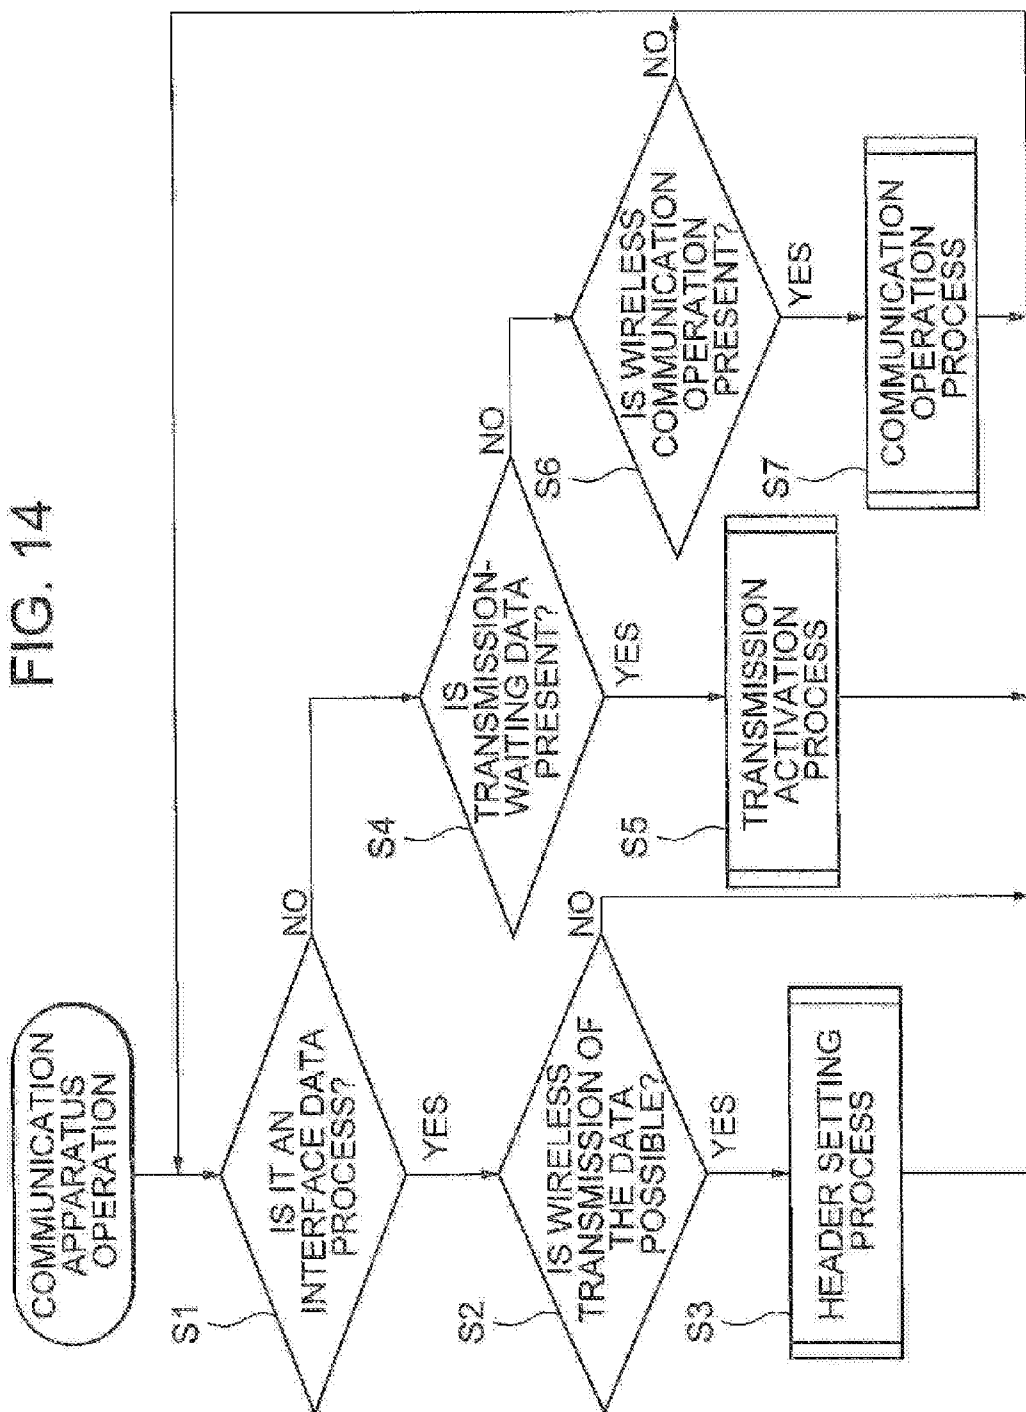 FIG. 14
COMMUNICATION
APPARATUS
OPERATION
S1
IS IT AN
INTERFACE DATA
PROCESS?
NO
YES
S2
IS WIRELESS
TRANSMISSION OF
THE DATA
POSSIBLE?
NO
YES
S3
HEADER SETTING
PROCESS
S4
IS
TRANSMISSION-
WAITING DATA
PRESENT?
NO
YES
S5
TRANSMISSION
ACTIVATION
PROCESS
S6
IS WIRELESS
COMMUNICATION
OPERATION
PRESENT?
NO
YES
S7
COMMUNICATION
OPERATION
PROCESS